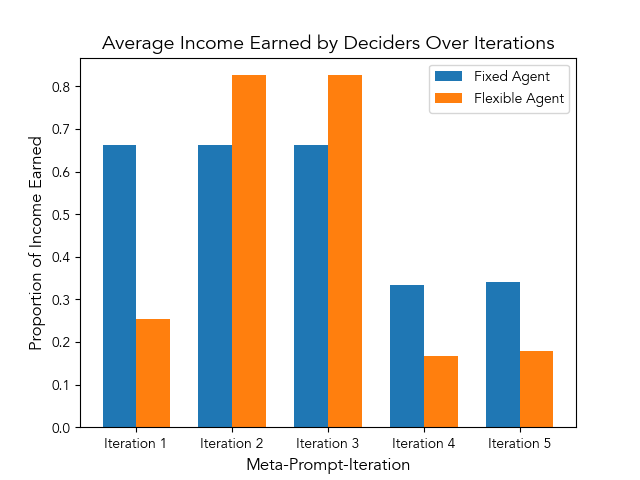 Average Income Earned by Deciders Over Iterations
Fixed Agent
Flexible Agent
Proportion of Income Earned
0.8
0.7
0.6
0.5
0.4
0.3
0.2
0.1
0.0
Iteration 1 Iteration 2 Iteration 3 Iteration 4 Iteration 5
Meta-Prompt-Iteration